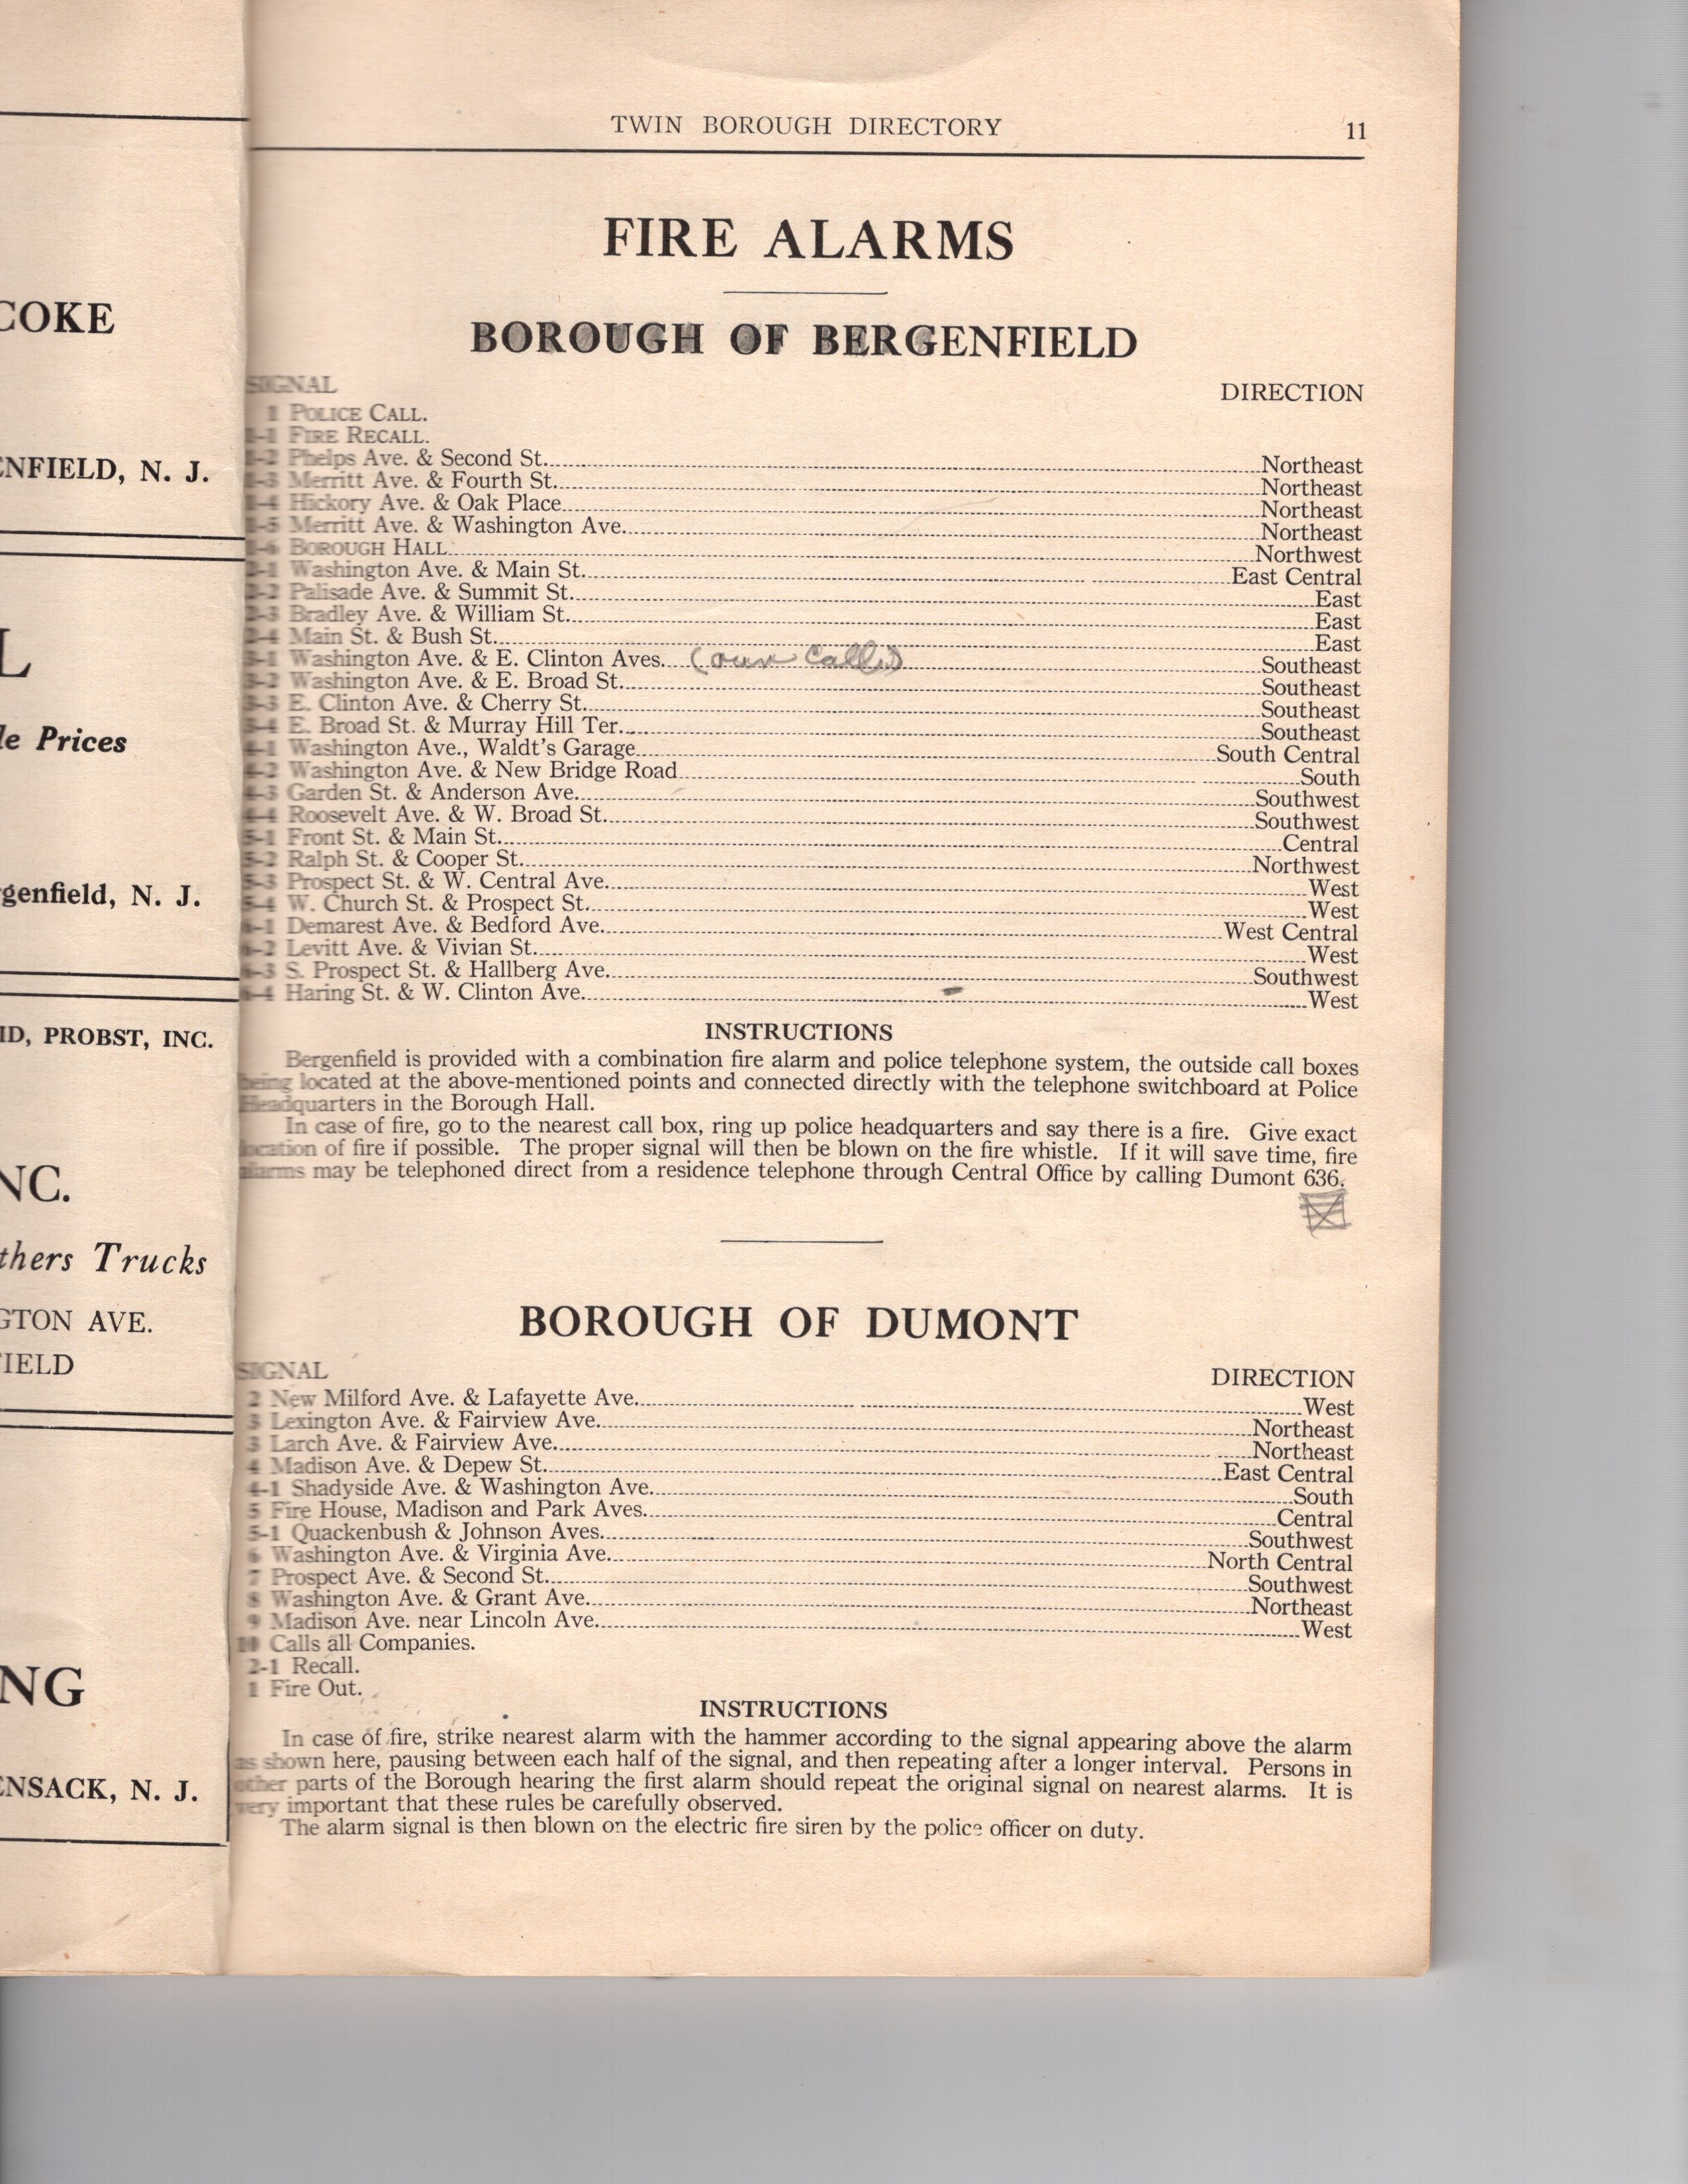 COKE
ENFIELD, N. J.
L
le Prices
rgenfield, N. J.
ID, PROBST, INC.
NC.
thers Trucks
GTON AVE.
FIELD
NG
ENSACK, N. J.
TWIN BOROUGH DIRECTORY 11
FIRE ALARMS
BOROUGH OF BERGENFIELD
SIGNAL DIRECTION
1 POLICE CALL.
1-1 FIRE RECALL.
1-2 Phelps Ave. & Second St. Northeast
1-3 Merritt Ave. & Fourth St. Northeast
1-4 Hickory Ave. & Oak Place Northeast
1-5 Merritt Ave. & Washington Ave. Northeast
1-6 BOROUGH HALL Northwest
2-1 Washington Ave. & Main St. East Central
2-2 Palisade Ave. & Summit St. East
2-3 Bradley Ave. & William St. East
2-4 Main St. & Bush St. East
3-1 Washington Ave. & E. Clinton Aves. (our call) Southeast
3-2 Washington Ave. & E. Broad St. Southeast
3-3 E. Clinton Ave. & Cherry St. Southeast
3-4 E. Broad St. & Murray Hill Ter. Southeast
4-1 Washington Ave., Waldt's Garage South Central
4-2 Washington Ave. & New Bridge Road South
4-3 Garden St. & Anderson Ave. Southwest
4-4 Roosevelt Ave. & W. Broad St. Southwest
5-1 Front St. & Main St. Central
5-2 Ralph St. & Cooper St. Northwest
5-3 Prospect St. & W. Central Ave. West
5-4 W. Church St. & Prospect St. West
6-1 Demarest Ave. & Bedford Ave. West Central
6-2 Levitt Ave. & Vivian St. West
6-3 S. Prospect St. & Hallberg Ave. Southwest
6-4 Haring St. & W. Clinton Ave. West
INSTRUCTIONS
Bergenfield is provided with a combination fire alarm and police telephone system, the outside call boxes
being located at the above-mentioned points and connected directly with the telephone switchboard at Police
Headquarters in the Borough Hall.
In case of fire, go to the nearest call box, ring up police headquarters and say there is a fire. Give exact
location of fire if possible. The proper signal will then be blown on the fire whistle. If it will save time, fire
alarms may be telephoned direct from a residence telephone through Central Office by calling Dumont 636.
BOROUGH OF DUMONT
SIGNAL DIRECTION
2 New Milford Ave. & Lafayette Ave. West
3 Lexington Ave. & Fairview Ave. Northeast
3 Larch Ave. & Fairview Ave. Northeast
4 Madison Ave. & Depew St. East Central
4-1 Shadyside Ave. & Washington Ave. South
5 Fire House, Madison and Park Aves. Central
5-1 Quackenbush & Johnson Aves. Southwest
6 Washington Ave. & Virginia Ave. North Central
7 Prospect Ave. & Second St. Southwest
8 Washington Ave. & Grant Ave. Northeast
9 Madison Ave. near Lincoln Ave. West
10 Calls all Companies.
2-1 Recall.
1 Fire Out.
INSTRUCTIONS
In case of fire, strike nearest alarm with the hammer according to the signal appearing above the alarm
as shown here, pausing between each half of the signal, and then repeating after a longer interval. Persons in
other parts of the Borough hearing the first alarm should repeat the original signal on nearest alarms. It is
very important that these rules be carefully observed.
The alarm signal is then blown on the electric fire siren by the police officer on duty.